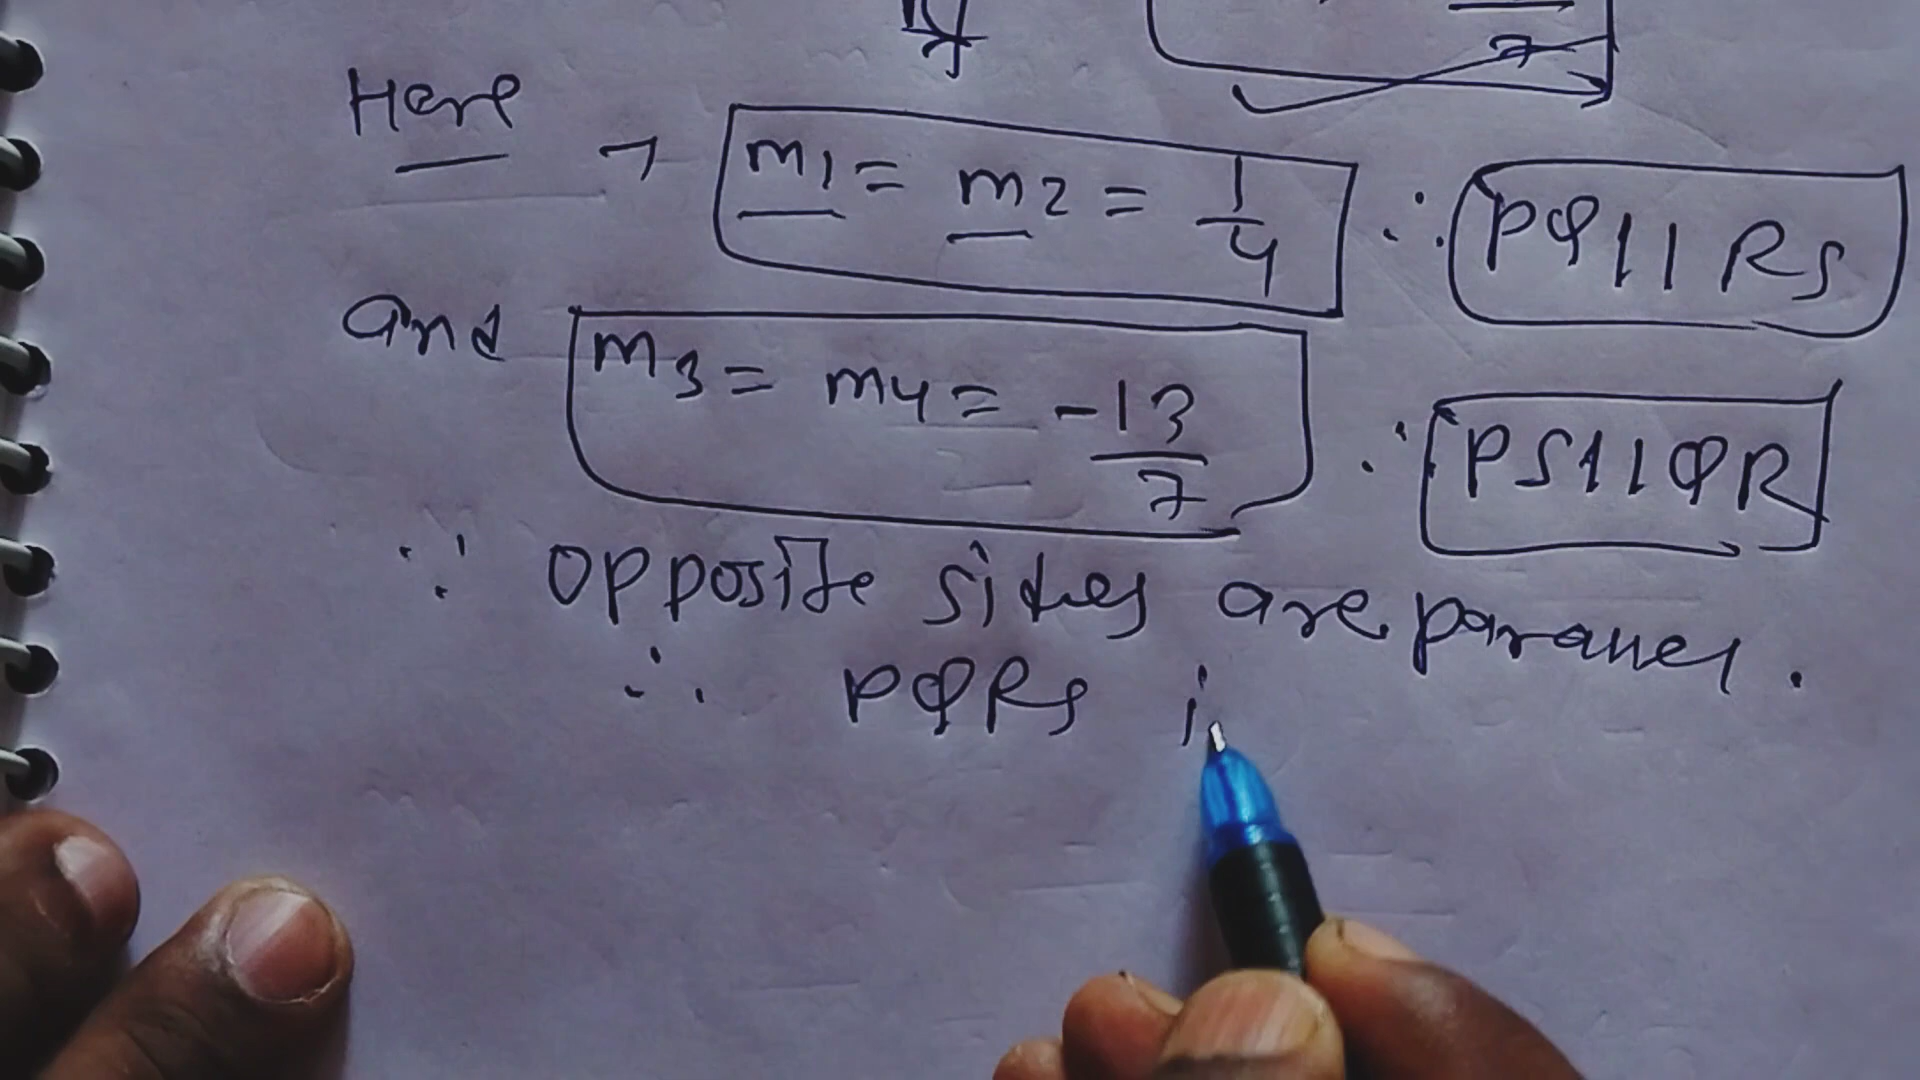 Here → m1 = m2 = 1/4 ∴ PQ || RS
and m3 = m4 = -13/7 ∴ PS || QR
∵ opposite sides are parallel.
∴ PQRS i